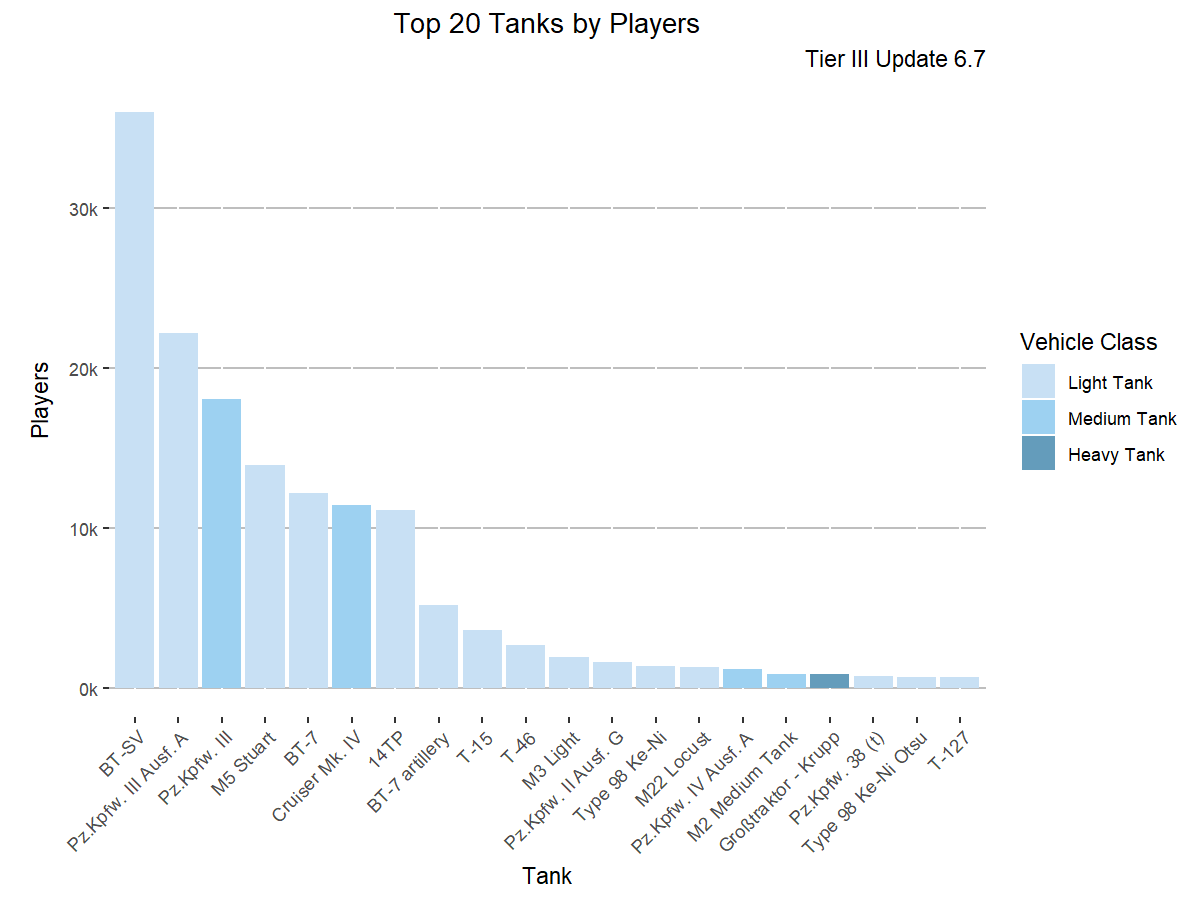 Top 20 Tanks by Players
Tier III Update 6.7
Players
30k
20k
10k
0k
BT-SV
Pz.Kpfw. III Ausf. A
Pz.Kpfw. III
M5 Stuart
BT-7
Cruiser Mk. IV
14TP
BT-7 artillery
T-15
T-46
M3 Light
Pz.Kpfw. II Ausf. G
Type 98 Ke-Ni
M22 Locust
Pz.Kpfw. IV Ausf. A
M2 Medium Tank
Großtraktor - Krupp
Pz.Kpfw. 38 (t)
Type 98 Ke-Ni Otsu
T-127
Tank
Vehicle Class
Light Tank
Medium Tank
Heavy Tank